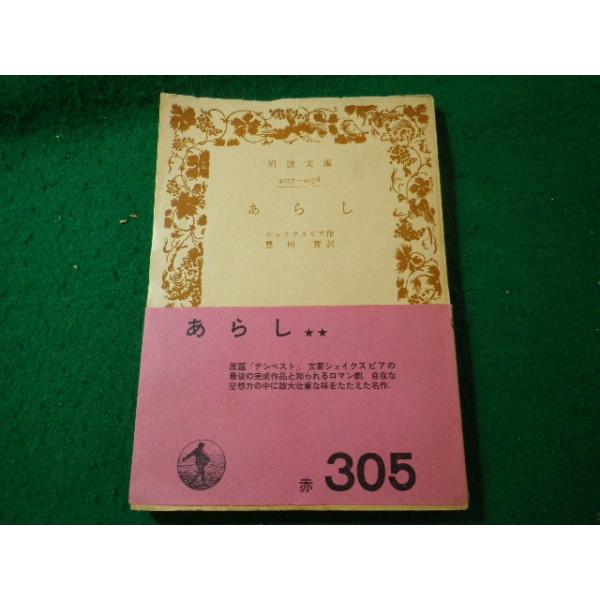 岩波文庫
4077—4078
あらし
シェイクスピア作
豊田實訳
あらし ★★
原題「テンペスト」. 文豪シェイクスピアの
最後の完成作品と知られるロマン劇. 自在な
空想力の中に雄大壮重な味をたたえた名作.
赤 305